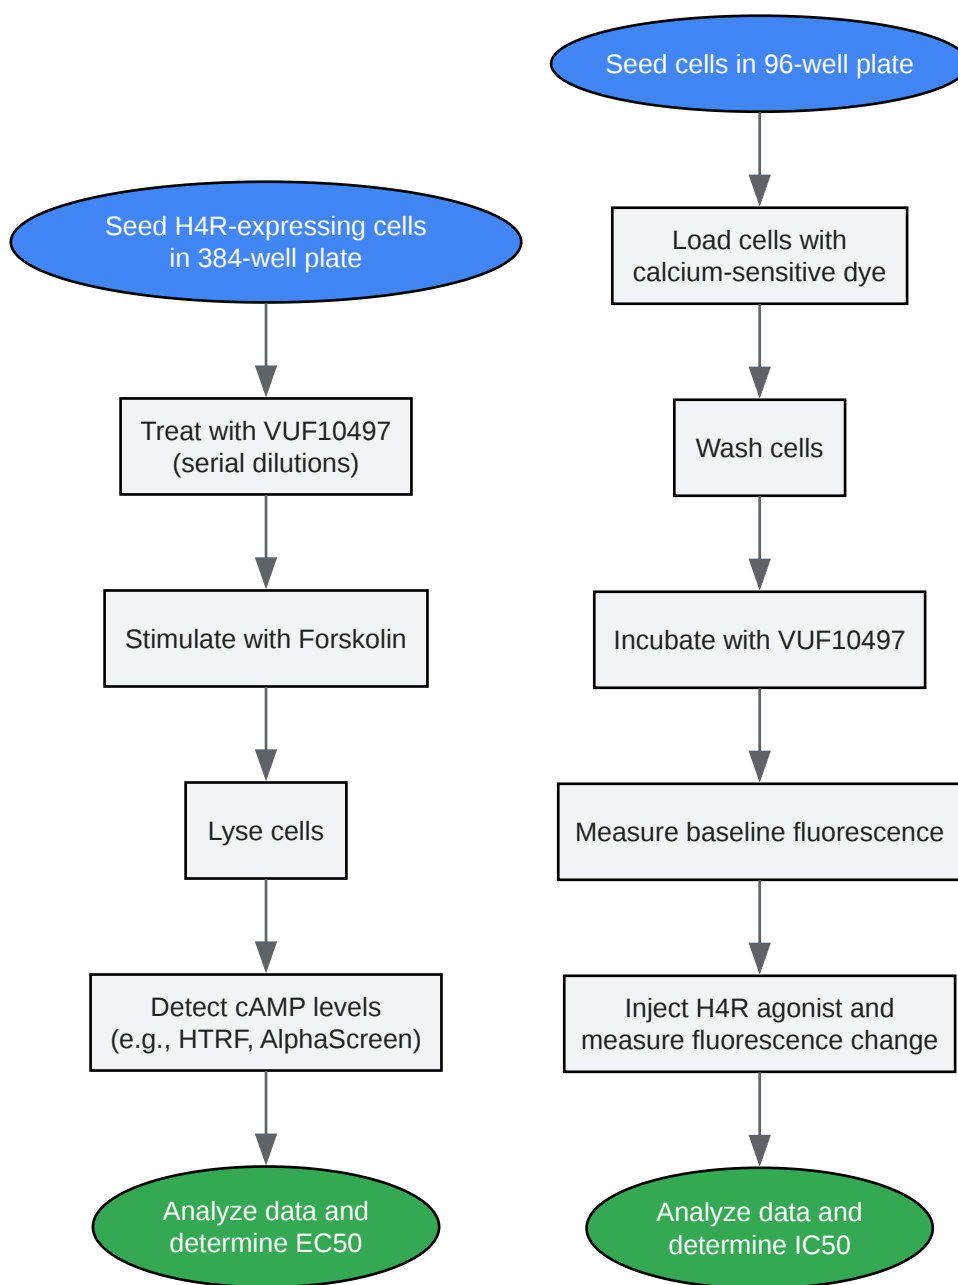 Seed H4R-expressing cells
in 384-well plate
Treat with VUF10497
(serial dilutions)
Stimulate with Forskolin
Lyse cells
Detect cAMP levels
(e.g., HTRF, AlphaScreen)
Analyze data and
determine EC50
Seed cells in 96-well plate
Load cells with
calcium-sensitive dye
Wash cells
Incubate with VUF10497
Measure baseline fluorescence
Inject H4R agonist and
measure fluorescence change
Analyze data and
determine IC50